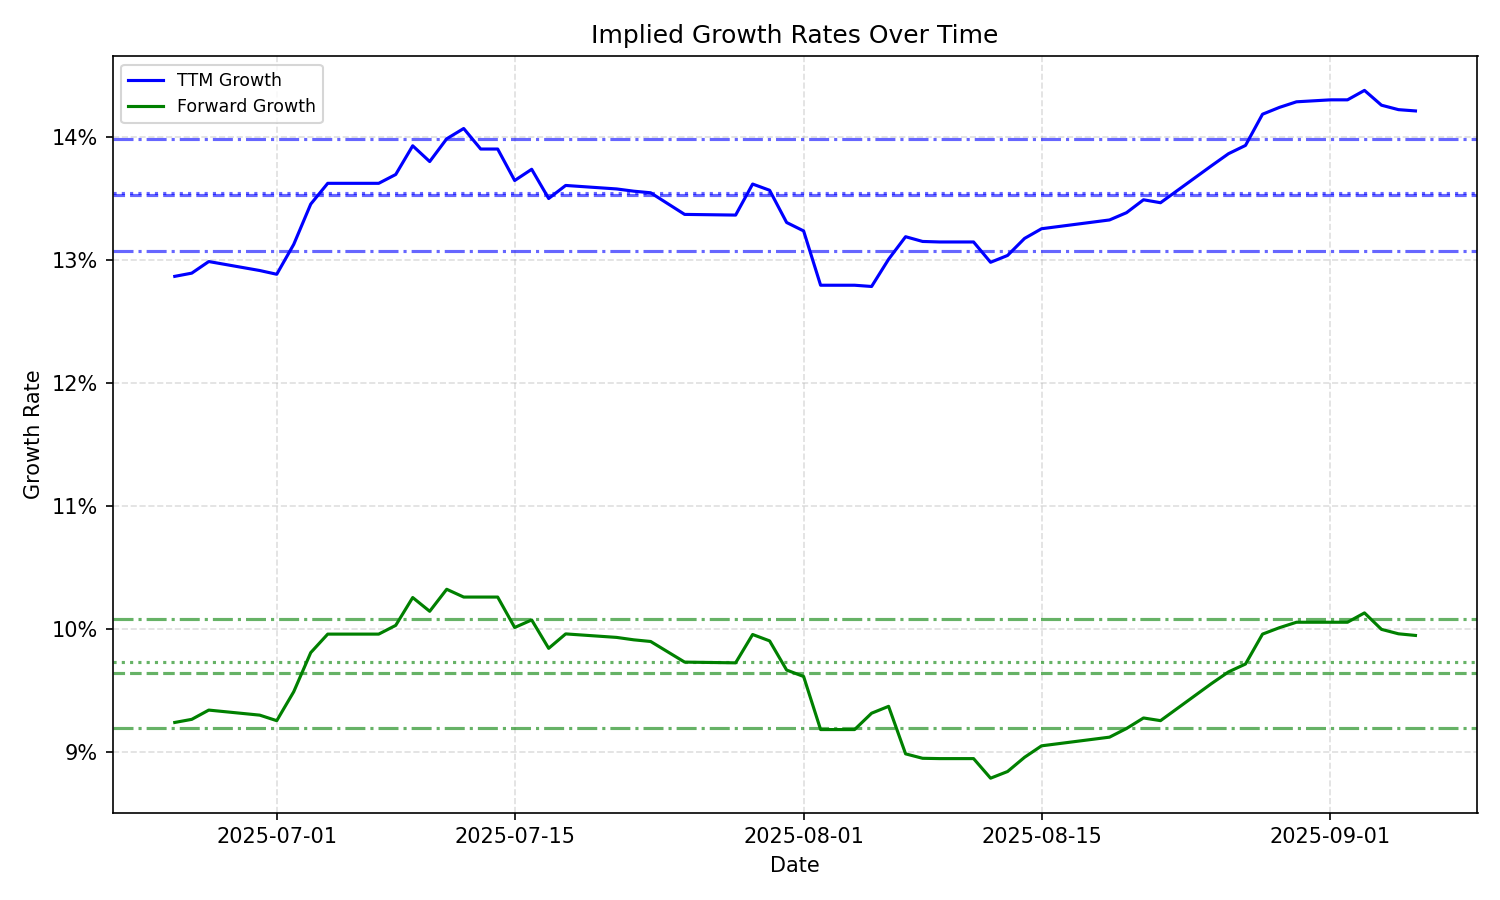 Implied Growth Rates Over Time
TTM Growth
Forward Growth
14%
13%
12%
11%
10%
9%
Growth Rate
2025-07-01
2025-07-15
2025-08-01
2025-08-15
2025-09-01
Date